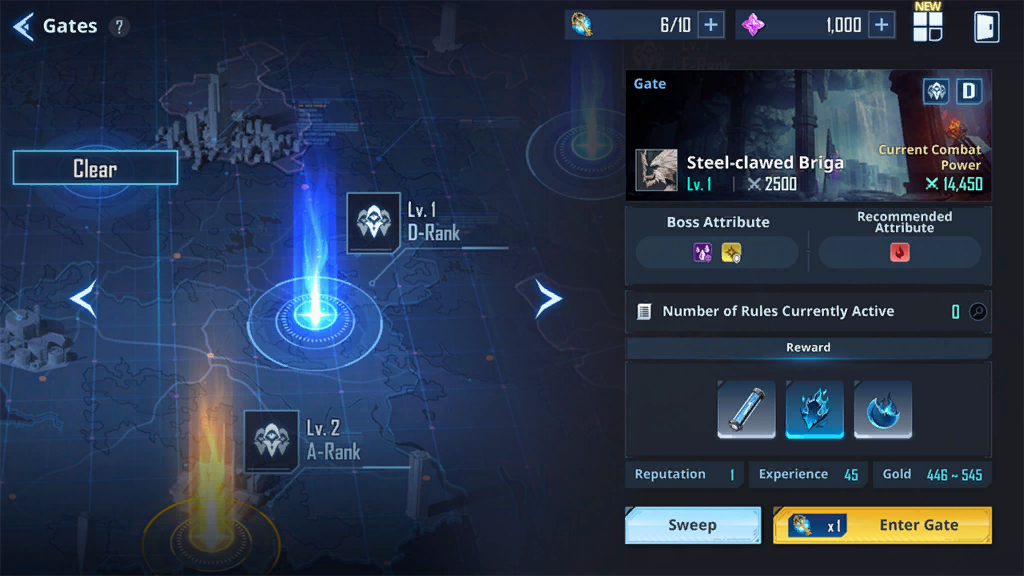 Gates ?
6/10 +
1,000 +
NEW
Clear
Lv. 1
D-Rank
Lv. 2
A-Rank
Gate
D
Steel-clawed Briga
Lv. 1 | 2500
Current Combat
Power
14,450
Boss Attribute
Recommended
Attribute
Number of Rules Currently Active 0
Reward
Reputation 1
Experience 45
Gold 446 ~ 545
Sweep
x1 Enter Gate